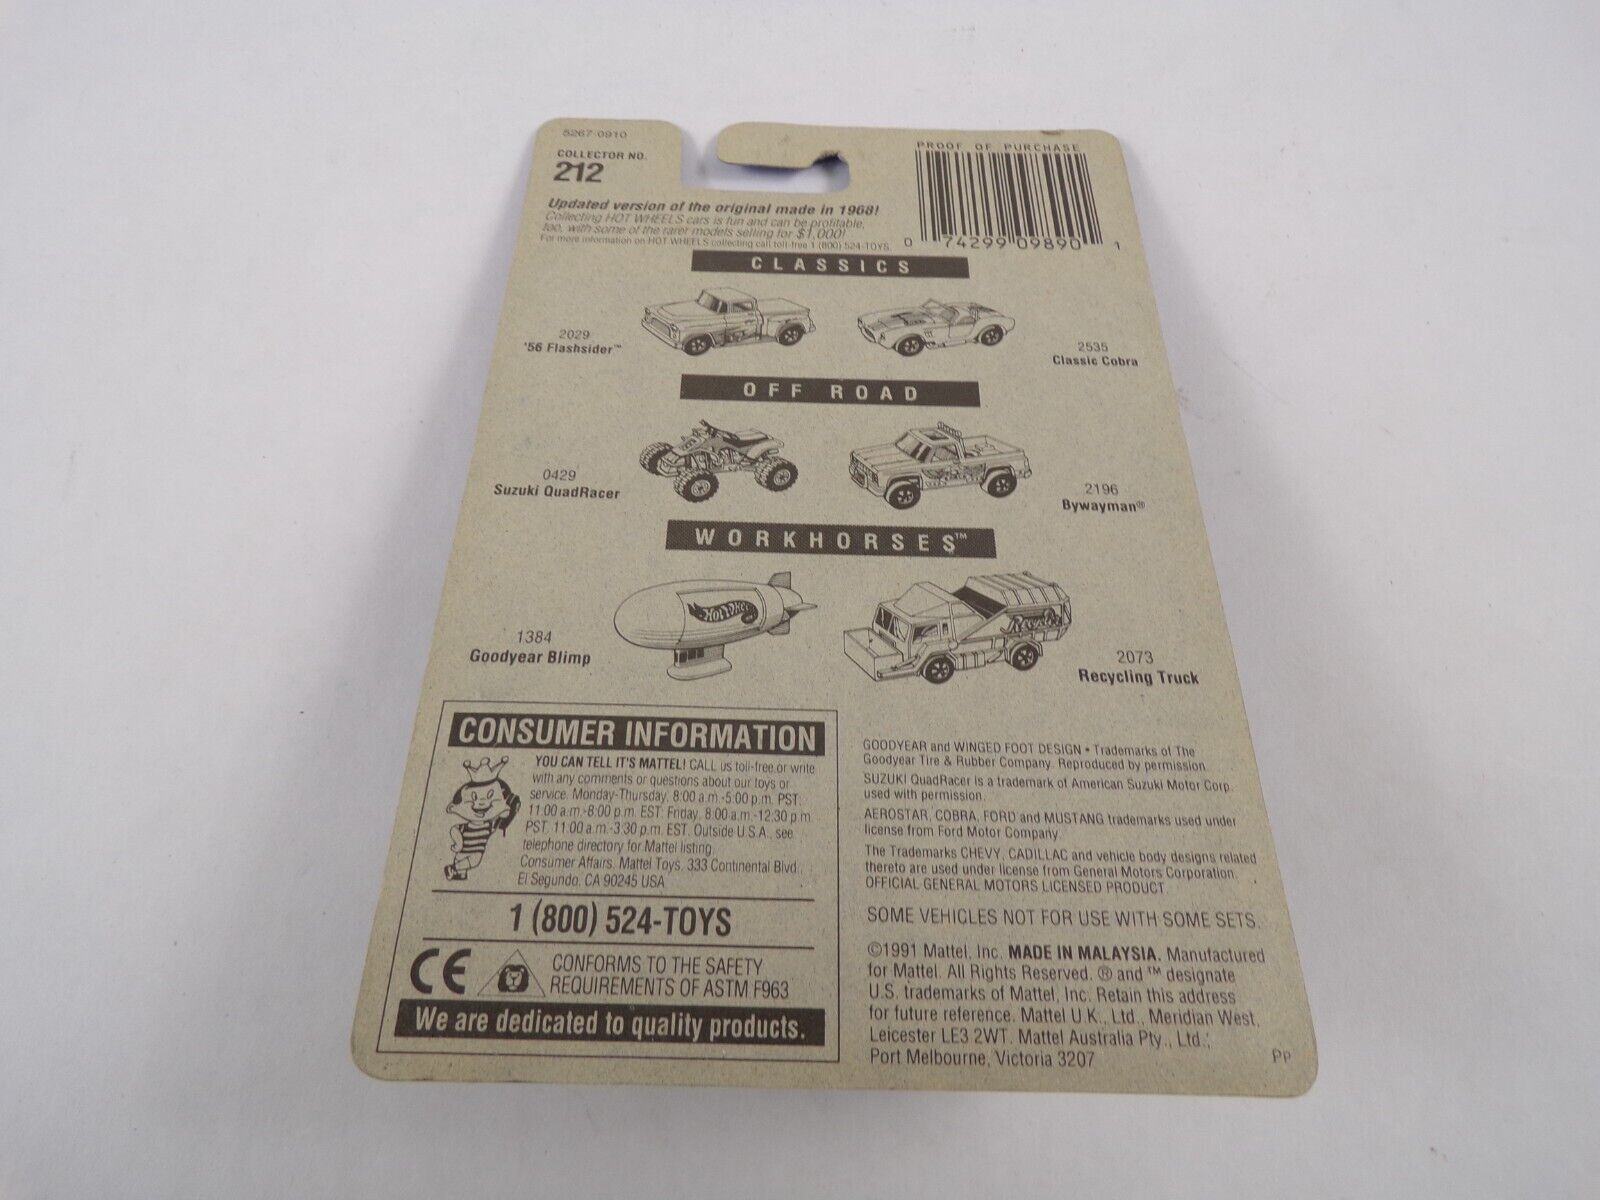 5267-0910
COLLECTOR NO.
212
PROOF OF PURCHASE
0 74299 09890 1
Updated version of the original made in 1968!
Collecting HOT WHEELS cars is fun and can be profitable,
too, with some of the rarer models selling for $1,000!
For more information on HOT WHEELS collecting call toll-free 1 (800) 524-TOYS.
CLASSICS
2029
'56 Flashsider™
2535
Classic Cobra
OFF ROAD
0429
Suzuki QuadRacer
2196
Bywayman®
WORKHORSES™
HOT WHEELS
1384
Goodyear Blimp
2073
Recycling Truck
CONSUMER INFORMATION
YOU CAN TELL IT'S MATTEL! CALL us toll-free or write
with any comments or questions about our toys or
service. Monday-Thursday, 8:00 a.m.-5:00 p.m. PST;
11:00 a.m.-8:00 p.m. EST. Friday, 8:00 a.m.-12:30 p.m.
PST, 11:00 a.m.-3:30 p.m. EST. Outside U.S.A., see
telephone directory for Mattel listing.
Consumer Affairs, Mattel Toys, 333 Continental Blvd.,
El Segundo, CA 90245 USA
1 (800) 524-TOYS
CE
CONFORMS TO THE SAFETY
REQUIREMENTS OF ASTM F963
We are dedicated to quality products.
GOODYEAR and WINGED FOOT DESIGN • Trademarks of The
Goodyear Tire & Rubber Company. Reproduced by permission.
SUZUKI QuadRacer is a trademark of American Suzuki Motor Corp.
used with permission.
AEROSTAR, COBRA, FORD and MUSTANG trademarks used under
license from Ford Motor Company.
The Trademarks CHEVY, CADILLAC and vehicle body designs related
thereto are used under license from General Motors Corporation.
OFFICIAL GENERAL MOTORS LICENSED PRODUCT
SOME VEHICLES NOT FOR USE WITH SOME SETS.
©1991 Mattel, Inc. MADE IN MALAYSIA. Manufactured
for Mattel. All Rights Reserved. ® and ™ designate
U.S. trademarks of Mattel, Inc. Retain this address
for future reference. Mattel U.K., Ltd., Meridian West,
Leicester LE3 2WT. Mattel Australia Pty., Ltd.,
Port Melbourne, Victoria 3207
Pp